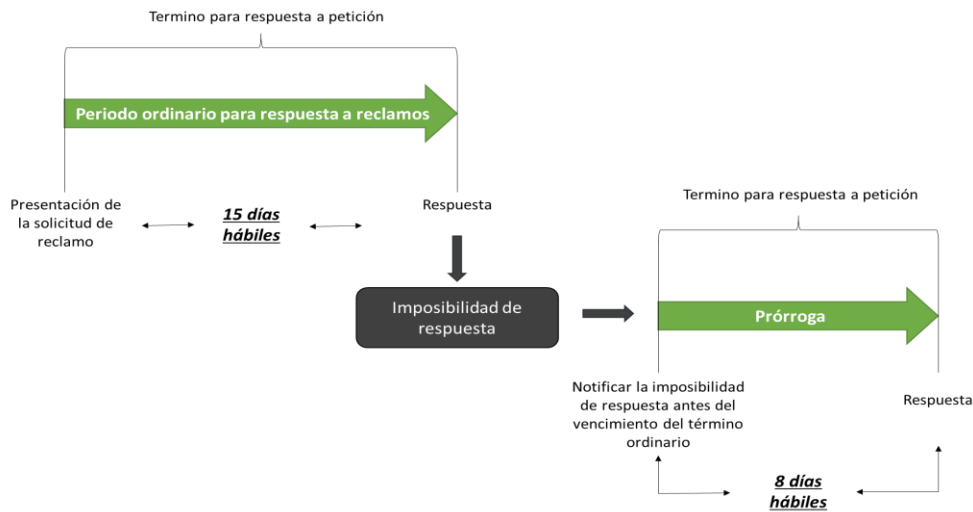 Termino para respuesta a petición
Periodo ordinario para respuesta a reclamos
Presentación de
la solicitud de
reclamo
15 días
hábiles
Respuesta
Imposibilidad de
respuesta
Termino para respuesta a petición
Prórroga
Notificar la imposibilidad
de respuesta antes del
vencimiento del término
ordinario
Respuesta
8 días
hábiles